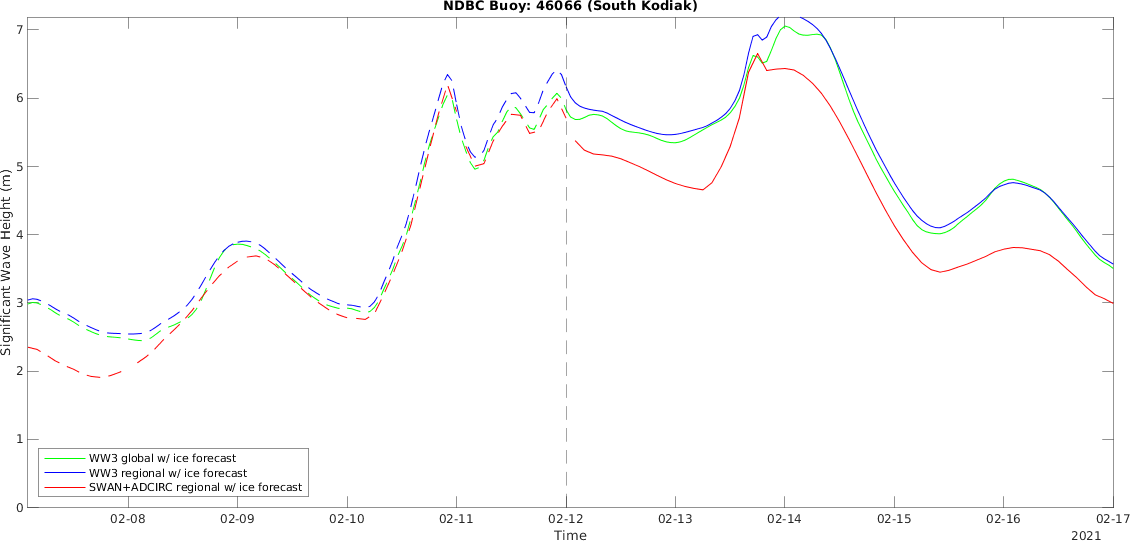 NDBC Buoy: 46066 (South Kodiak)
7
6
5
4
3
2
1
0
Significant Wave Height (m)
WW3 global w/ ice forecast
WW3 regional w/ ice forecast
SWAN+ADCIRC regional w/ ice forecast
02-08 02-09 02-10 02-11 02-12 02-13 02-14 02-15 02-16 02-17
Time
2021